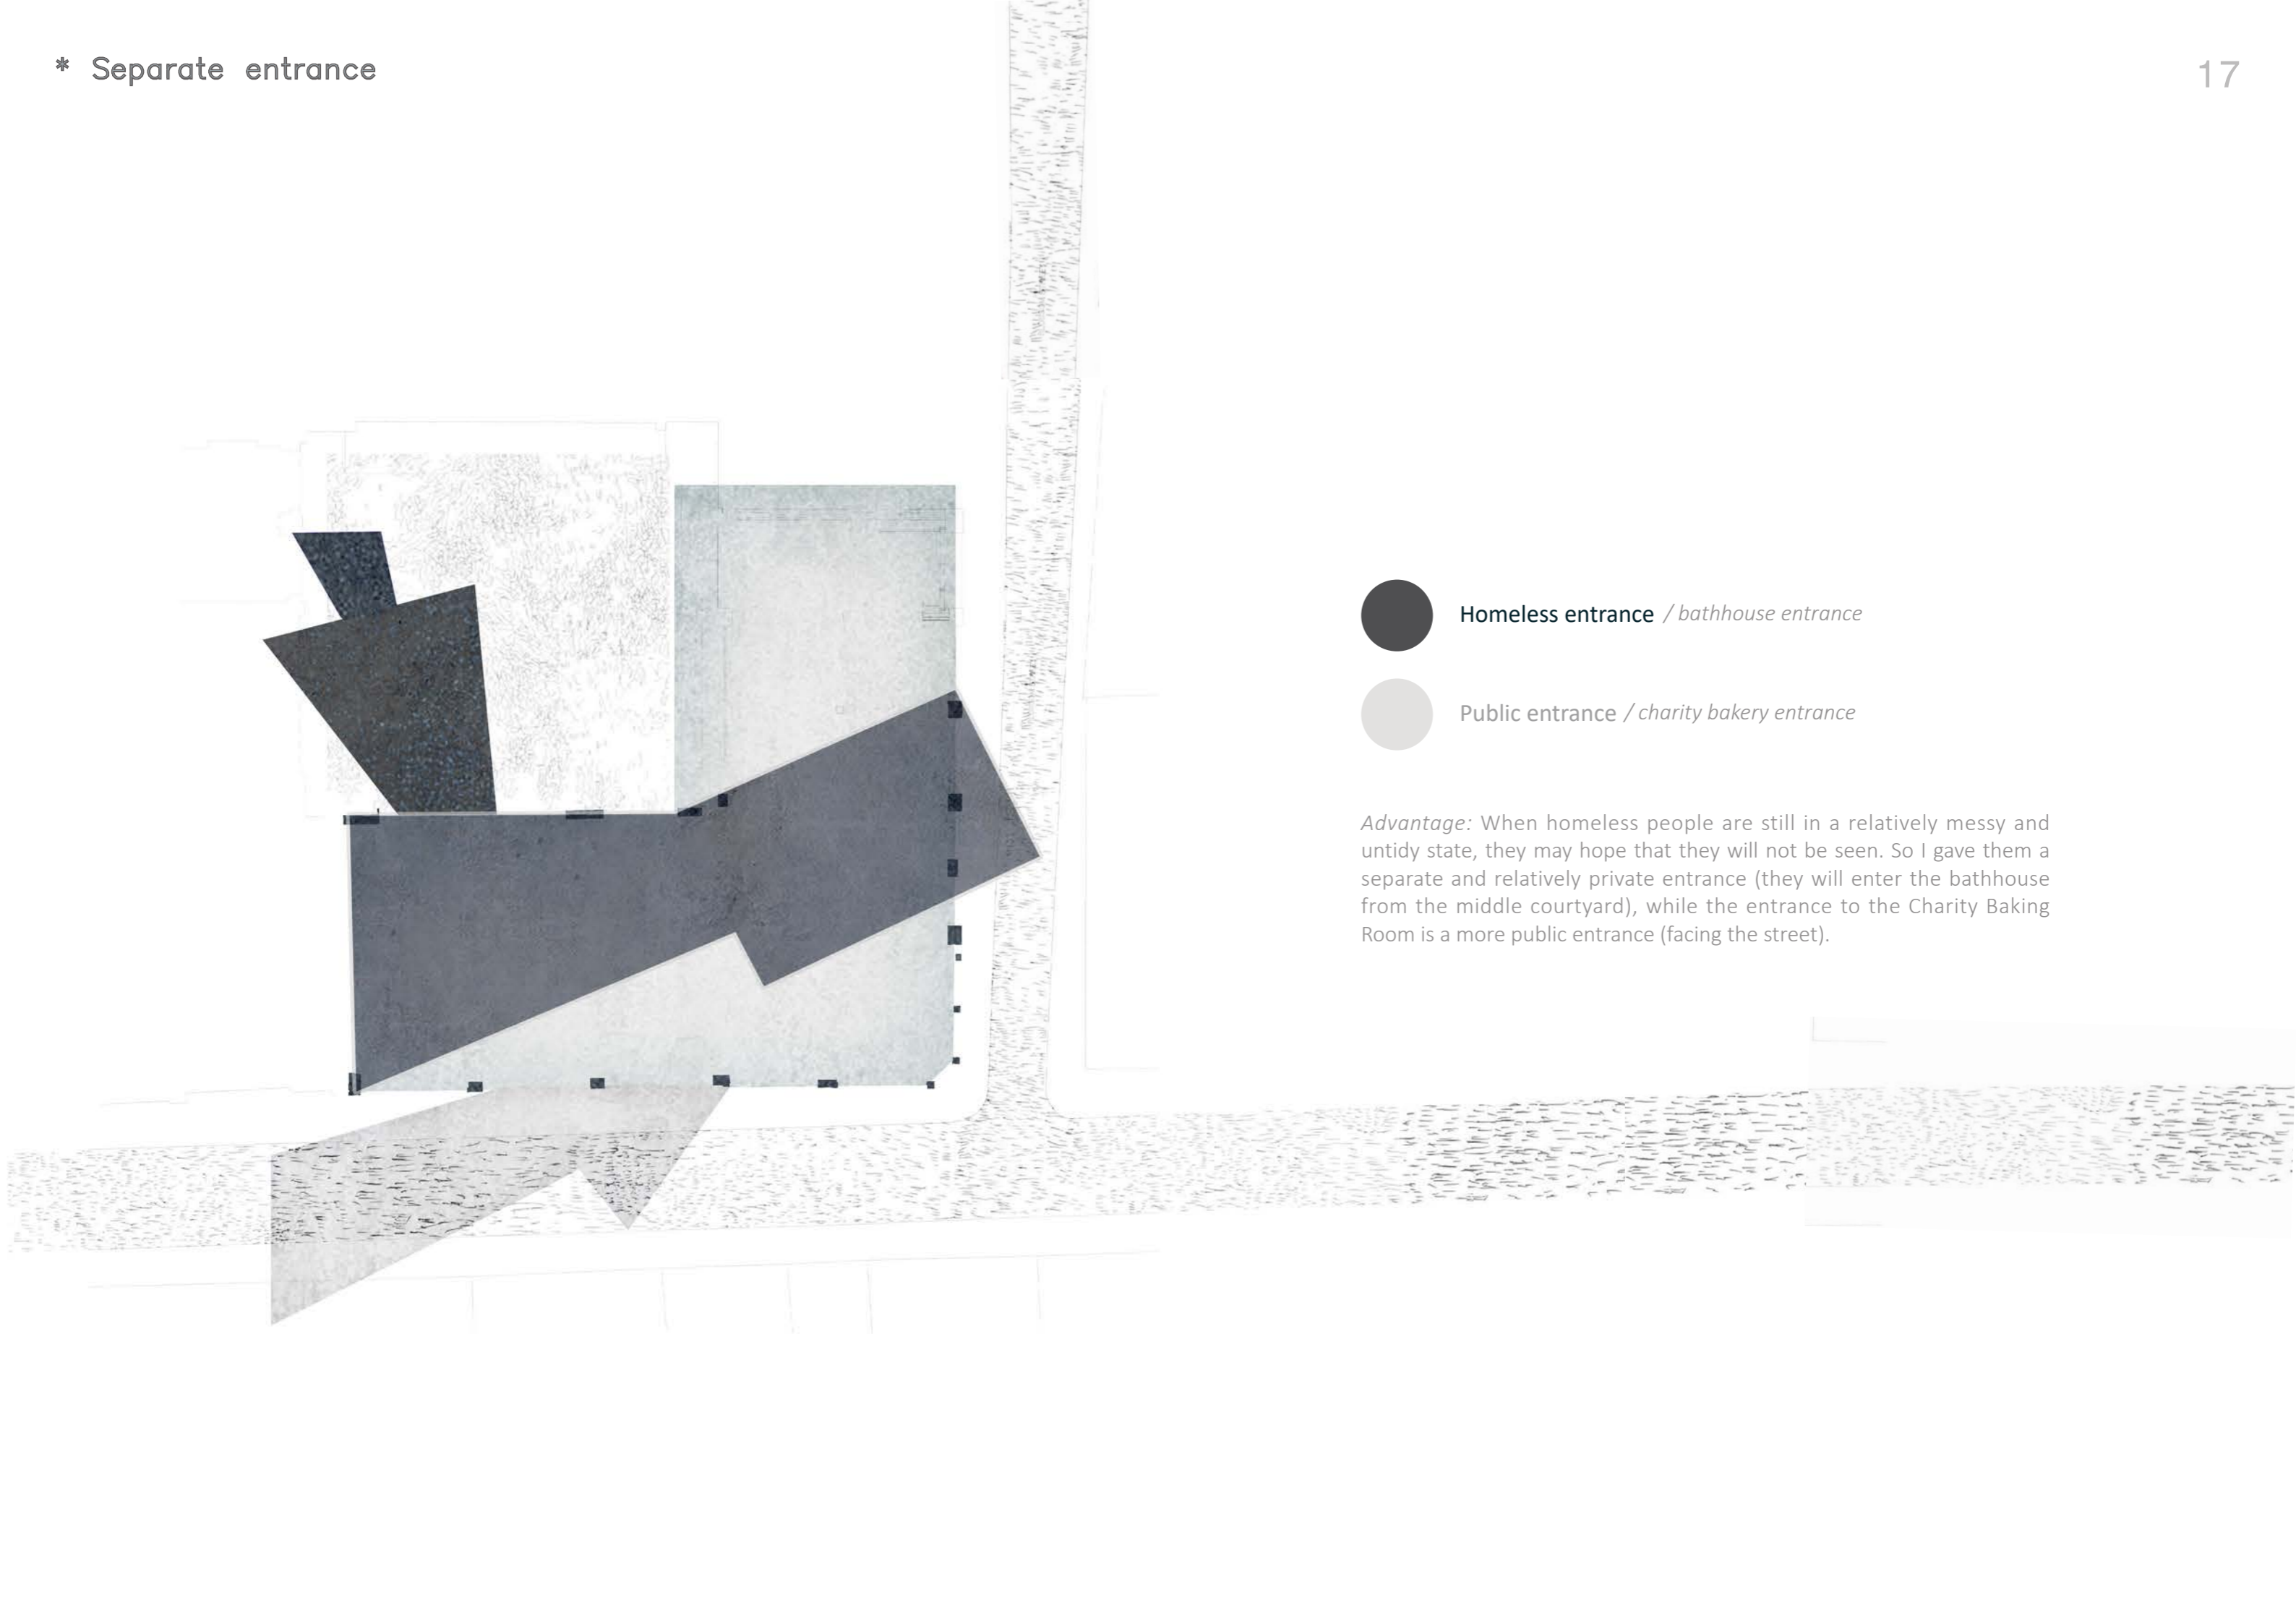 * Separate entrance
17
Homeless entrance / bathhouse entrance
Public entrance / charity bakery entrance
Advantage: When homeless people are still in a relatively messy and
untidy state, they may hope that they will not be seen. So I gave them a
separate and relatively private entrance (they will enter the bathhouse
from the middle courtyard), while the entrance to the Charity Baking
Room is a more public entrance (facing the street).